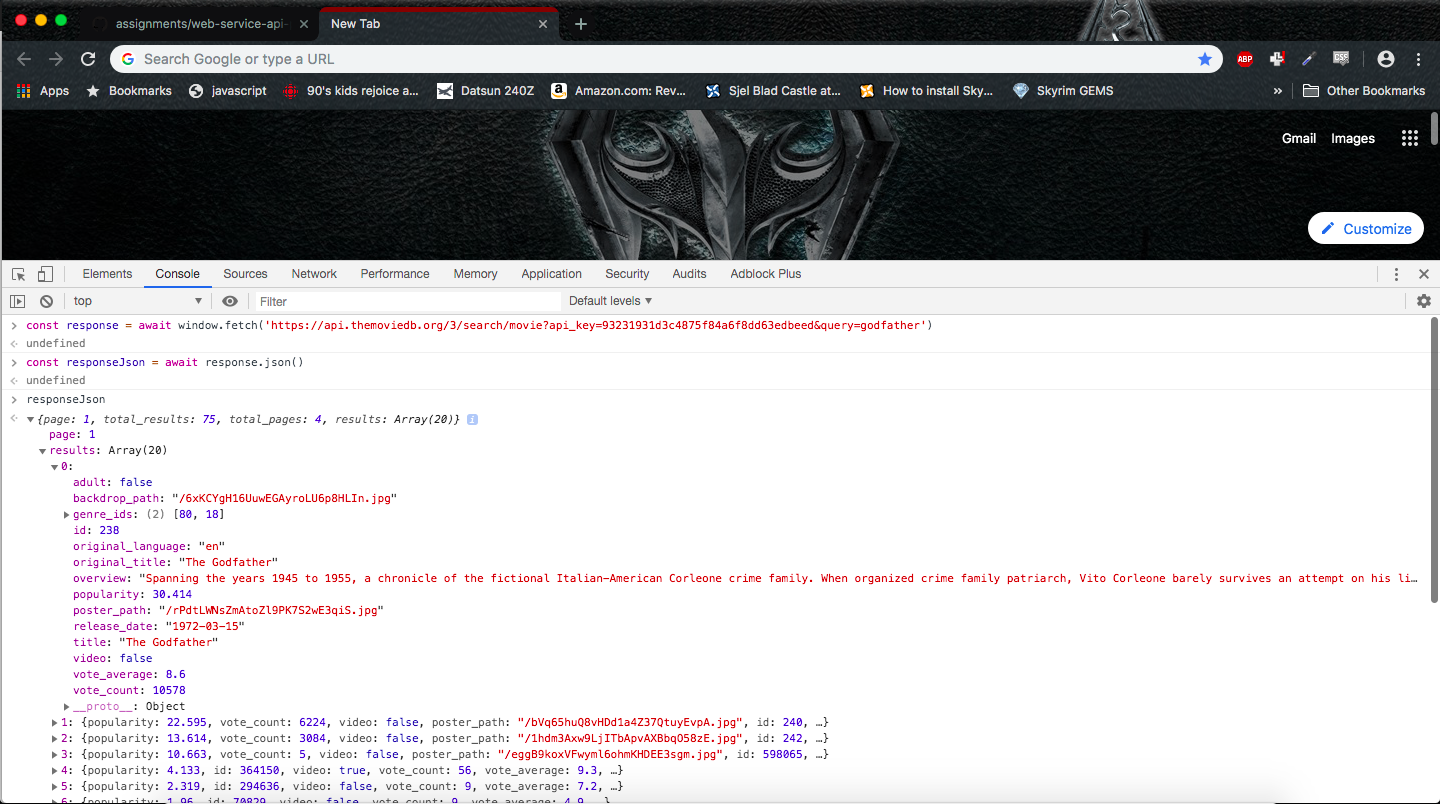 assignments/web-service-api-
New Tab
Search Google or type a URL
ABP
CSS
Apps
Bookmarks
javascript
90's kids rejoice a...
Datsun 240Z
Amazon.com: Rev...
Sjel Blad Castle at...
How to install Sky...
Skyrim GEMS
»
Other Bookmarks
Gmail
Images
Customize
Elements
Console
Sources
Network
Performance
Memory
Application
Security
Audits
Adblock Plus
top
Filter
Default levels ▼
const response = await window.fetch('https://api.themoviedb.org/3/search/movie?api_key=93231931d3c4875f84a6f8dd63edbeed&query=godfather')
undefined
const responseJson = await response.json()
undefined
responseJson
{page: 1, total_results: 75, total_pages: 4, results: Array(20)}
page: 1
results: Array(20)
0:
adult: false
backdrop_path: "/6xKCYgH16UuwEGAyroLU6p8HLIn.jpg"
genre_ids: (2) [80, 18]
id: 238
original_language: "en"
original_title: "The Godfather"
overview: "Spanning the years 1945 to 1955, a chronicle of the fictional Italian-American Corleone crime family. When organized crime family patriarch, Vito Corleone barely survives an attempt on his li…
popularity: 30.414
poster_path: "/rPdtLWNsZmAtoZl9PK7S2wE3qiS.jpg"
release_date: "1972-03-15"
title: "The Godfather"
video: false
vote_average: 8.6
vote_count: 10578
__proto__: Object
1: {popularity: 22.595, vote_count: 6224, video: false, poster_path: "/bVq65huQ8vHDd1a4Z37QtuyEvpA.jpg", id: 240, …}
2: {popularity: 13.614, vote_count: 3084, video: false, poster_path: "/1hdm3Axw9LjITbApvAXBbqO58zE.jpg", id: 242, …}
3: {popularity: 10.663, vote_count: 5, video: false, poster_path: "/eggB9koxVFwyml6ohmKHDEE3sgm.jpg", id: 598065, …}
4: {popularity: 4.133, id: 364150, video: true, vote_count: 56, vote_average: 9.3, …}
5: {popularity: 2.319, id: 294636, video: false, vote_count: 9, vote_average: 7.2, …}
6: {popularity: 1.96, id: 70829, video: false, vote_count: 9, vote_average: 4.9, …}